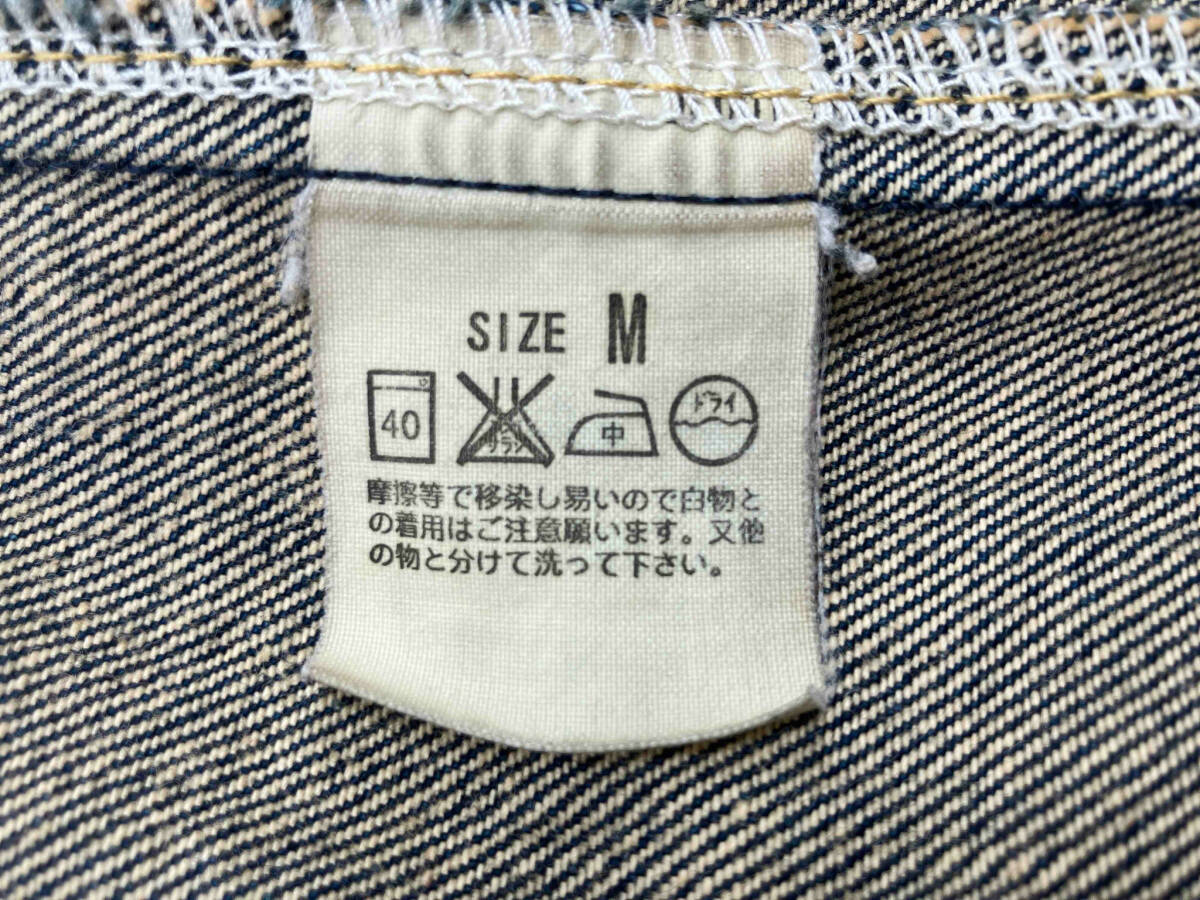 SIZE M
40 中 ドライ
摩擦等で移染し易いので白物と
の着用はご注意願います。又他
の物と分けて洗って下さい。